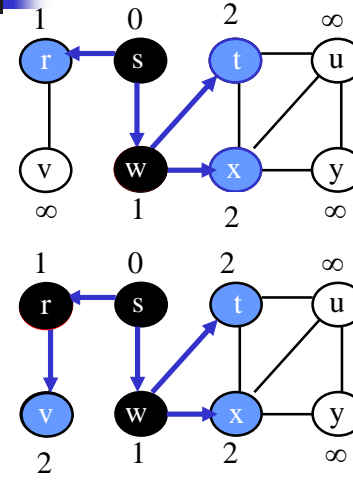 1 0 2 ∞
r s t u
v w x y
∞ 1 2 ∞
1 0 2 ∞
r s t u
v w x y
2 1 2 ∞